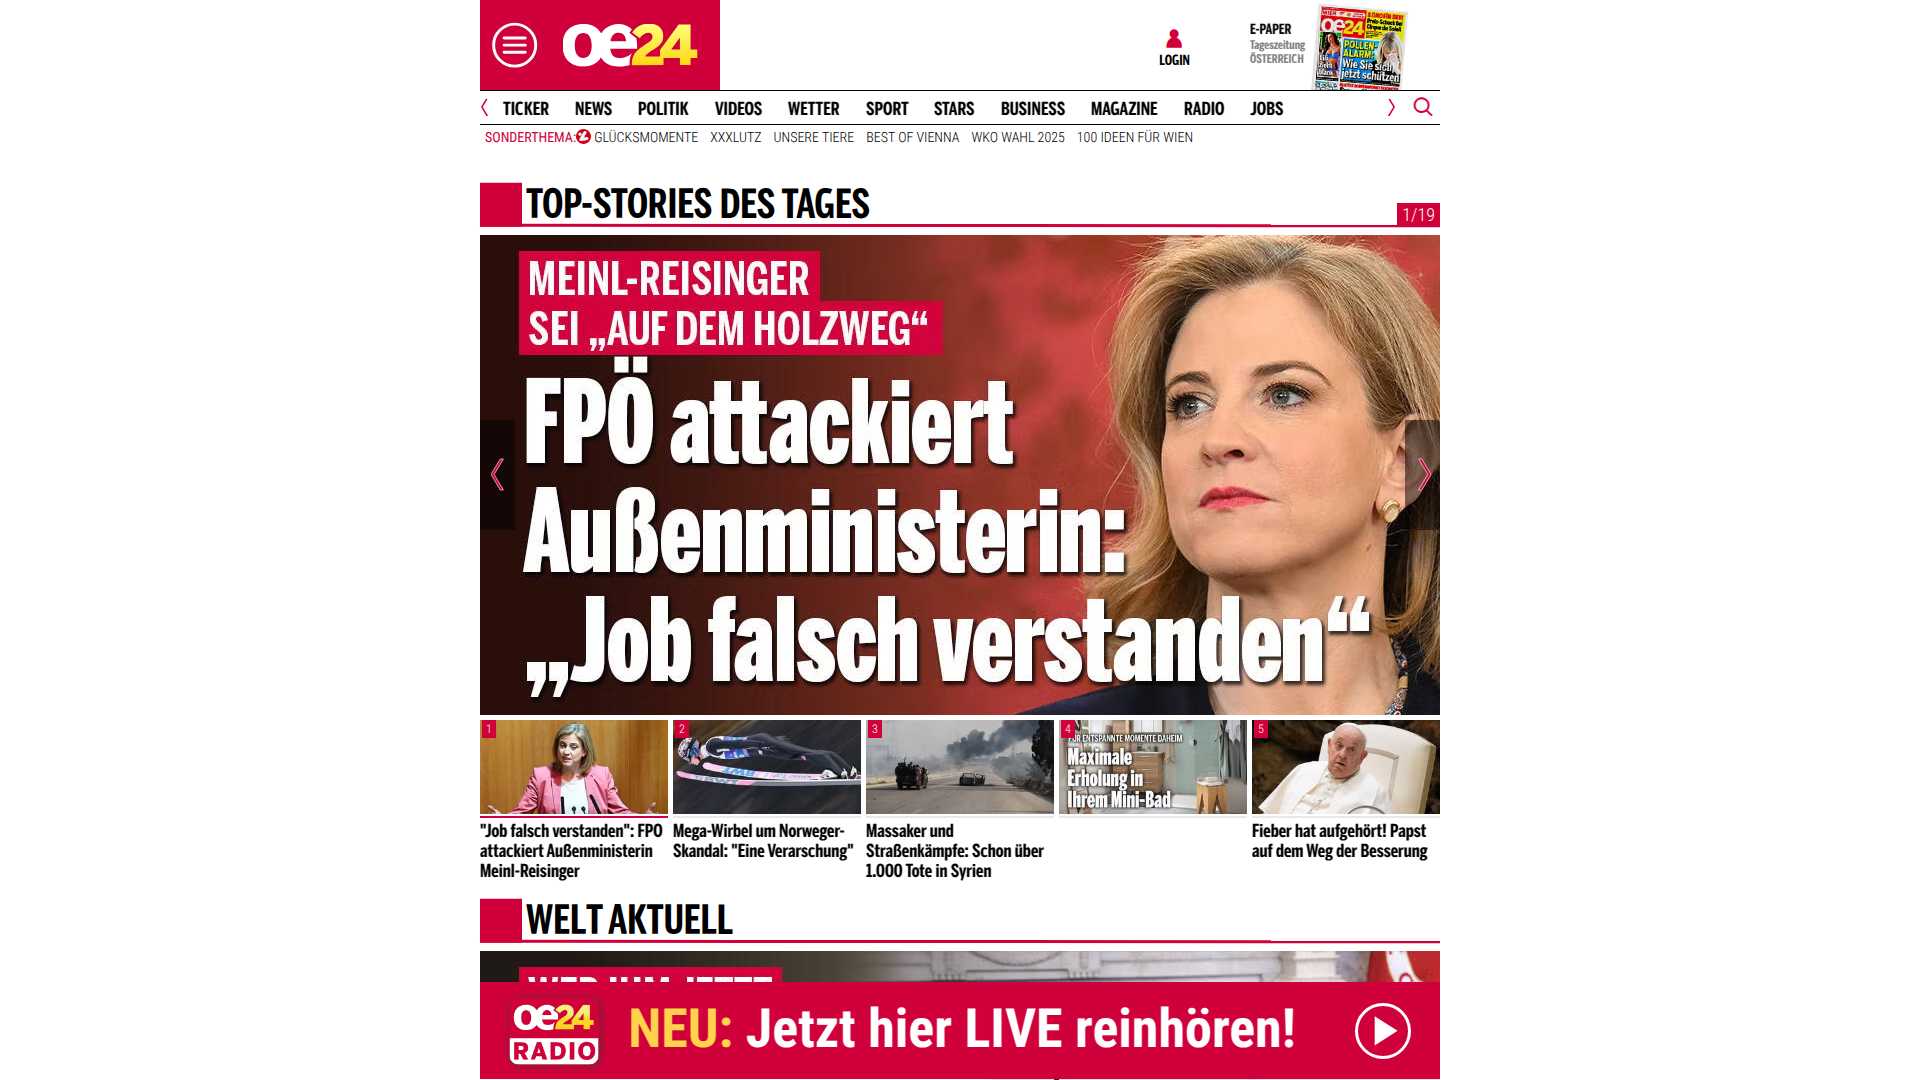 oe24
LOGIN
E-PAPER
Tageszeitung
ÖSTERREICH
oe24
POLLEN-
ALARM:
Wie Sie sich
jetzt schützen
TICKER NEWS POLITIK VIDEOS WETTER SPORT STARS BUSINESS MAGAZINE RADIO JOBS
SONDERTHEMA: GLÜCKSMOMENTE XXXLUTZ UNSERE TIERE BEST OF VIENNA WKO WAHL 2025 100 IDEEN FÜR WIEN
TOP-STORIES DES TAGES
1/19
MEINL-REISINGER
SEI „AUF DEM HOLZWEG“
FPÖ attackiert
Außenministerin:
„Job falsch verstanden“
1 2 3 4 5
FÜR ENTSPANNTE MOMENTE DAHEIM
Maximale
Erholung in
Ihrem Mini-Bad
"Job falsch verstanden": FPÖ
attackiert Außenministerin
Meinl-Reisinger
Mega-Wirbel um Norweger-
Skandal: "Eine Verarschung"
Massaker und
Straßenkämpfe: Schon über
1.000 Tote in Syrien
Fieber hat aufgehört! Papst
auf dem Weg der Besserung
WELT AKTUELL
oe24
RADIO
NEU: Jetzt hier LIVE reinhören!